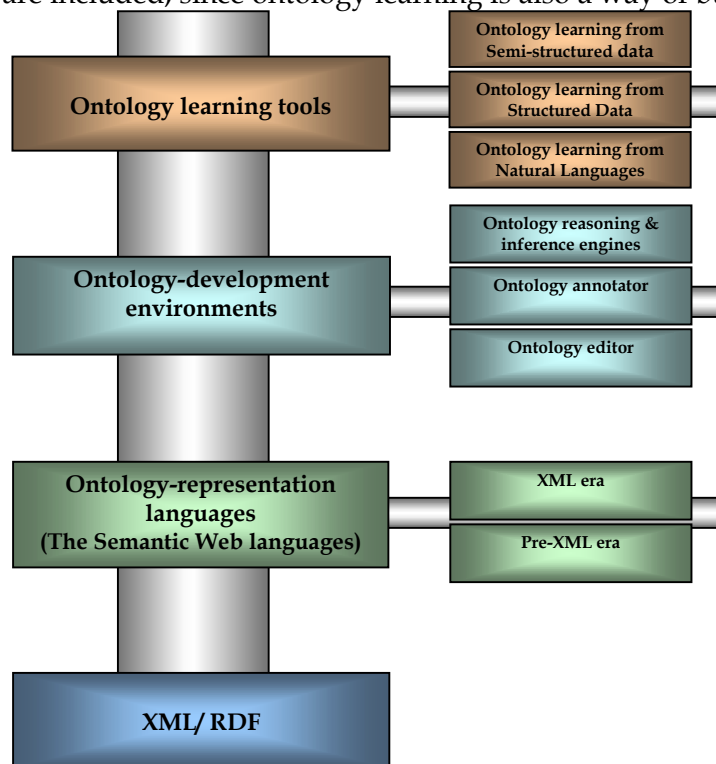 are included, since ontology learning is also a way of b
Ontology learning from
Semi-structured data
Ontology learning tools
Ontology learning from
Structured Data
Ontology learning from
Natural Languages
Ontology reasoning &
inference engines
Ontology-development
environments
Ontology annotator
Ontology editor
Ontology-representation
languages
(The Semantic Web languages)
XML era
Pre-XML era
XML/ RDF